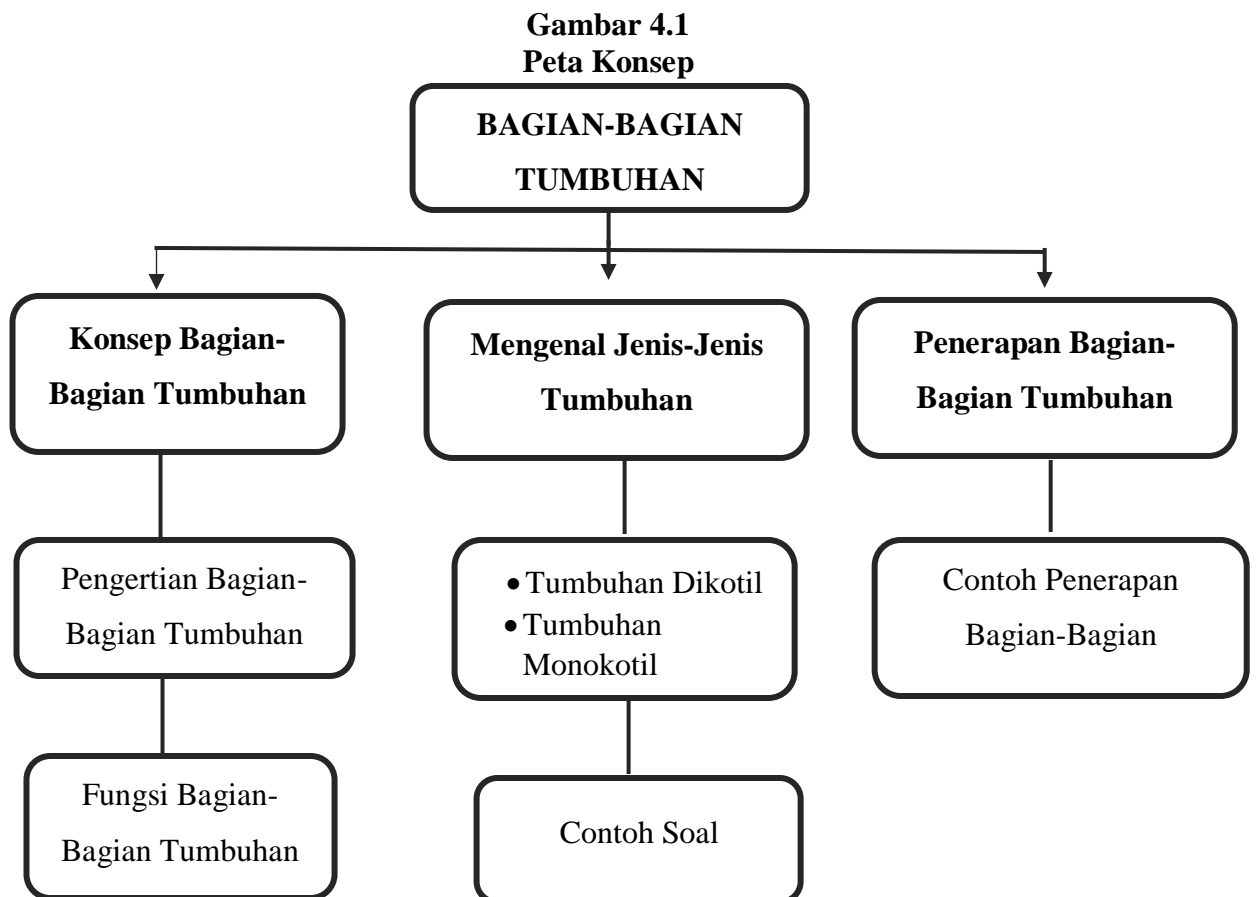 Gambar 4.1
Peta Konsep
BAGIAN-BAGIAN
TUMBUHAN
Konsep Bagian-
Bagian Tumbuhan
Mengenal Jenis-Jenis
Tumbuhan
Penerapan Bagian-
Bagian Tumbuhan
Pengertian Bagian-
Bagian Tumbuhan
• Tumbuhan Dikotil
• Tumbuhan
Monokotil
Contoh Penerapan
Bagian-Bagian
Fungsi Bagian-
Bagian Tumbuhan
Contoh Soal